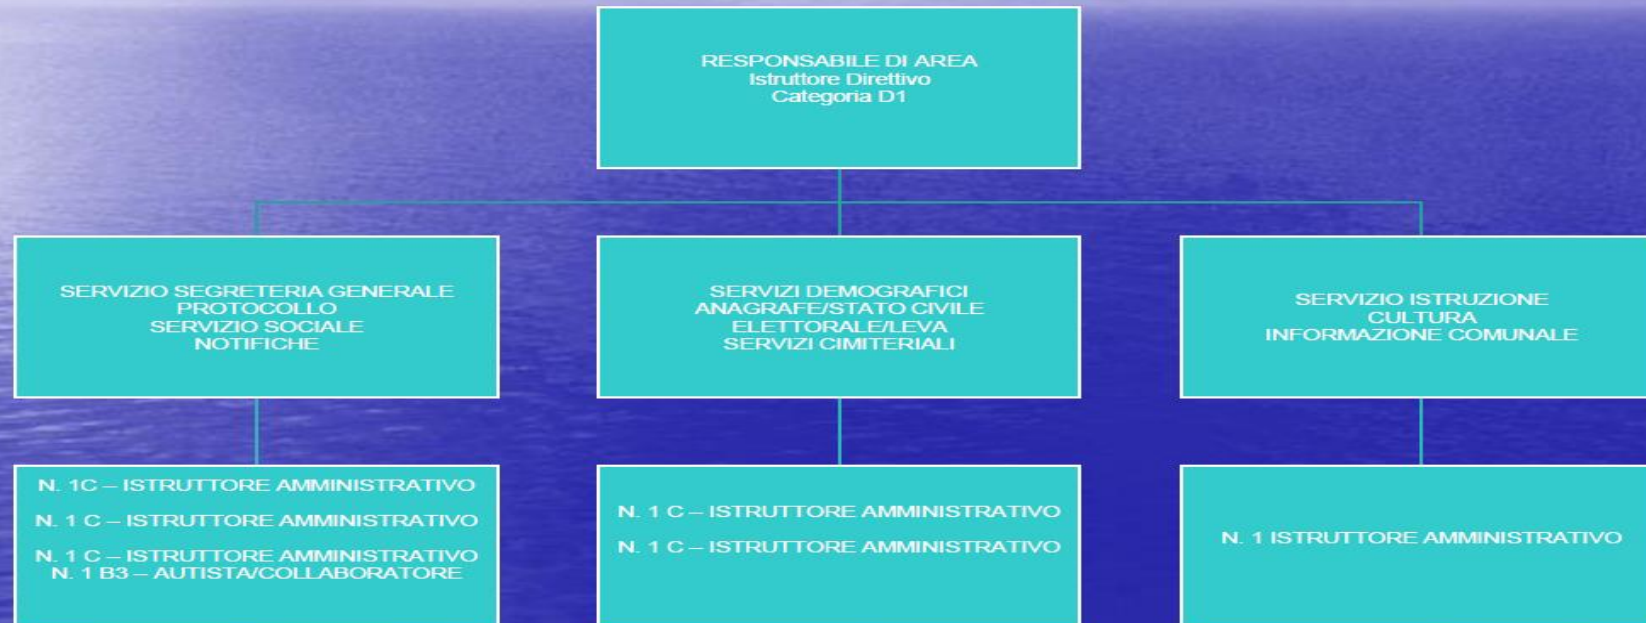 RESPONSABILE DI AREA
Istruttore Direttivo
Categoria D1
SERVIZIO SEGRETERIA GENERALE
PROTOCOLLO
SERVIZIO SOCIALE
NOTIFICHE
SERVIZI DEMOGRAFICI
ANAGRAFE/STATO CIVILE
ELETTORALE/LEVA
SERVIZI CIMITERIALI
SERVIZIO ISTRUZIONE
CULTURA
INFORMAZIONE COMUNALE
N. 1C – ISTRUTTORE AMMINISTRATIVO
N. 1 C – ISTRUTTORE AMMINISTRATIVO
N. 1 C – ISTRUTTORE AMMINISTRATIVO
N. 1 B3 – AUTISTA/COLLABORATORE
N. 1 C – ISTRUTTORE AMMINISTRATIVO
N. 1 C – ISTRUTTORE AMMINISTRATIVO
N. 1 ISTRUTTORE AMMINISTRATIVO